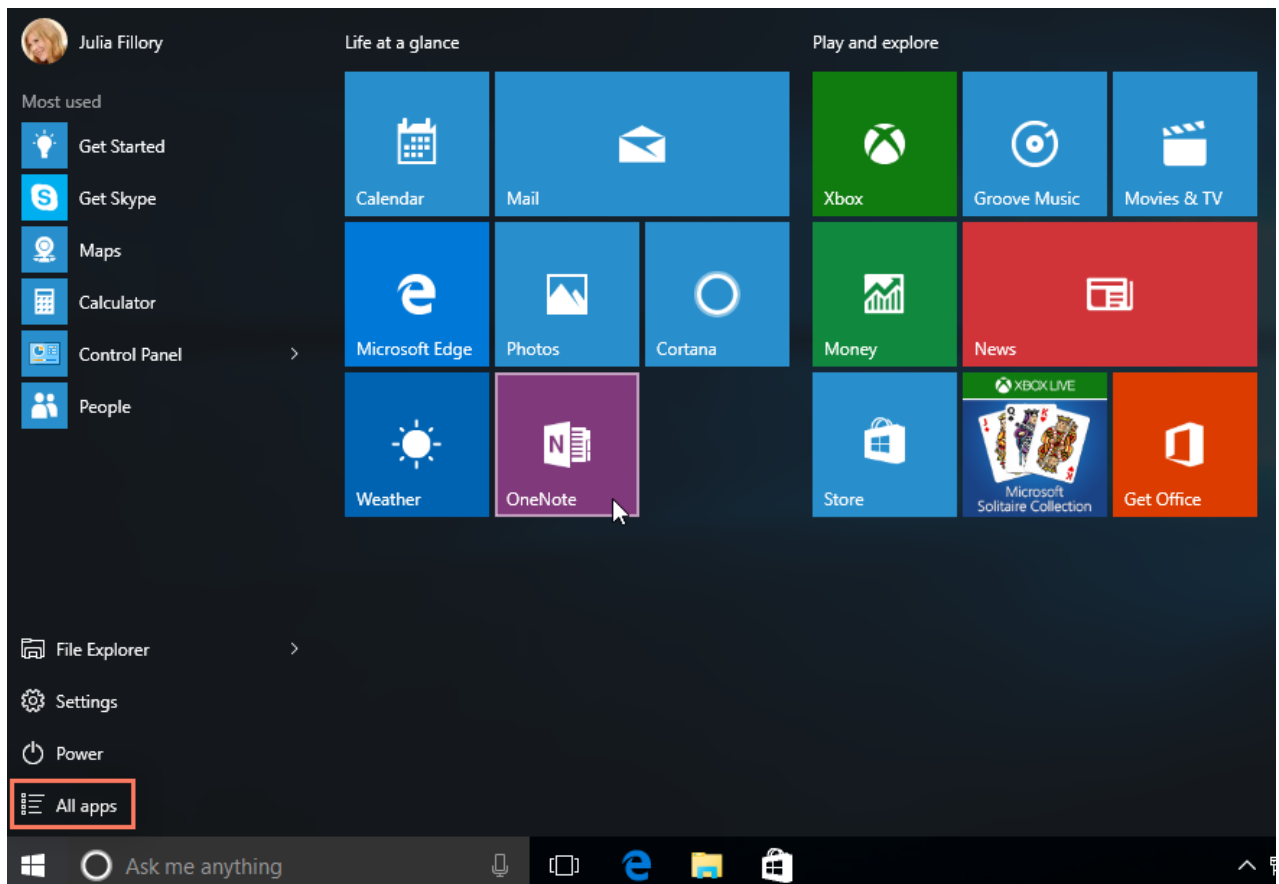 Julia Fillory
Most used
Get Started
Get Skype
Maps
Calculator
Control Panel
People
File Explorer
Settings
Power
All apps
Life at a glance
Calendar
Mail
Microsoft Edge
Photos
Cortana
Weather
OneNote
Play and explore
Xbox
Groove Music
Movies & TV
Money
News
Store
XBOX LIVE
Microsoft
Solitaire Collection
Get Office
Ask me anything